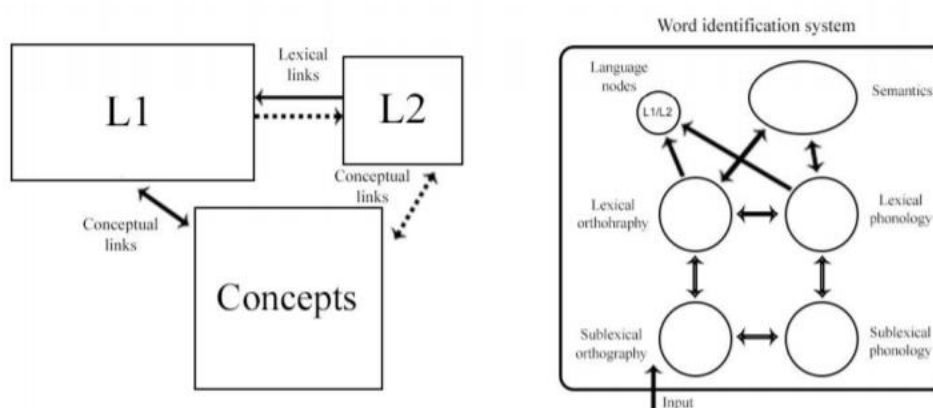 Lexical
links
L1
L2
Conceptual
links
Conceptual
links
Concepts
Word identification system
Language
nodes
L1/L2
Semantics
Lexical
orthohraphy
Lexical
phonology
Sublexical
orthography
Sublexical
phonology
Input